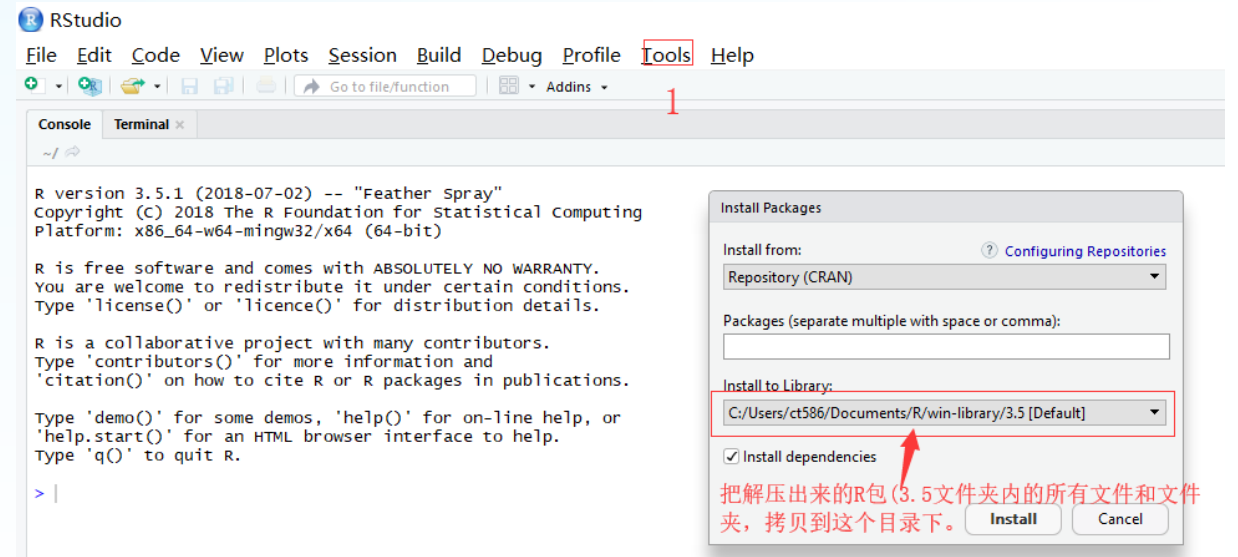 RStudio
File Edit Code View Plots Session Build Debug Profile Tools Help
Go to file/function
Addins
1
Console Terminal ×
~/
R version 3.5.1 (2018-07-02) -- "Feather Spray"
Copyright (C) 2018 The R Foundation for Statistical Computing
Platform: x86_64-w64-mingw32/x64 (64-bit)
R is free software and comes with ABSOLUTELY NO WARRANTY.
You are welcome to redistribute it under certain conditions.
Type 'license()' or 'licence()' for distribution details.
R is a collaborative project with many contributors.
Type 'contributors()' for more information and
'citation()' on how to cite R or R packages in publications.
Type 'demo()' for some demos, 'help()' for on-line help, or
'help.start()' for an HTML browser interface to help.
Type 'q()' to quit R.
>
Install Packages
Install from:
? Configuring Repositories
Repository (CRAN)
Packages (separate multiple with space or comma):
Install to Library:
C:/Users/ct586/Documents/R/win-library/3.5 [Default]
Install dependencies
把解压出来的R包(3.5文件夹内的所有文件和文件
夹，拷贝到这个目录下。
Install Cancel